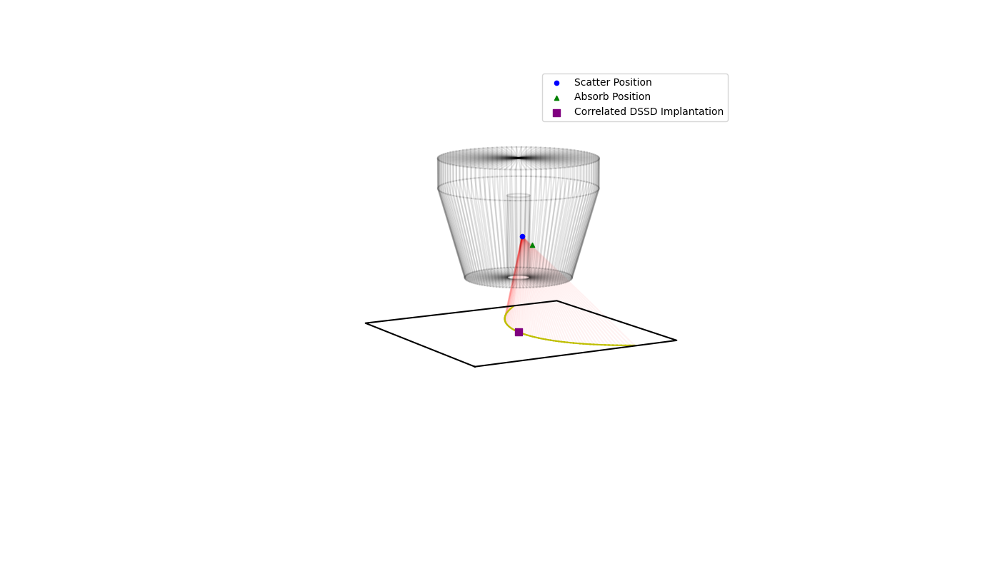 Scatter Position
Absorb Position
Correlated DSSD Implantation